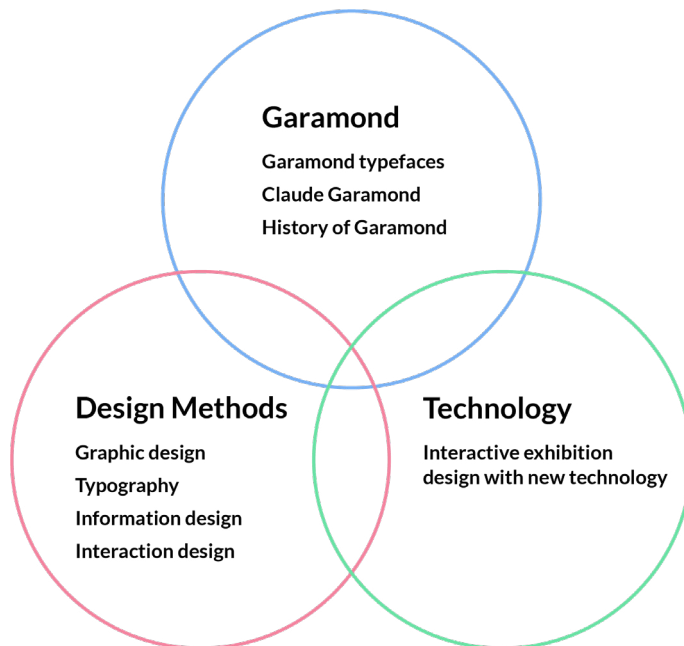 Garamond
Garamond typefaces
Claude Garamond
History of Garamond
Design Methods
Graphic design
Typography
Information design
Interaction design
Technology
Interactive exhibition
design with new technology